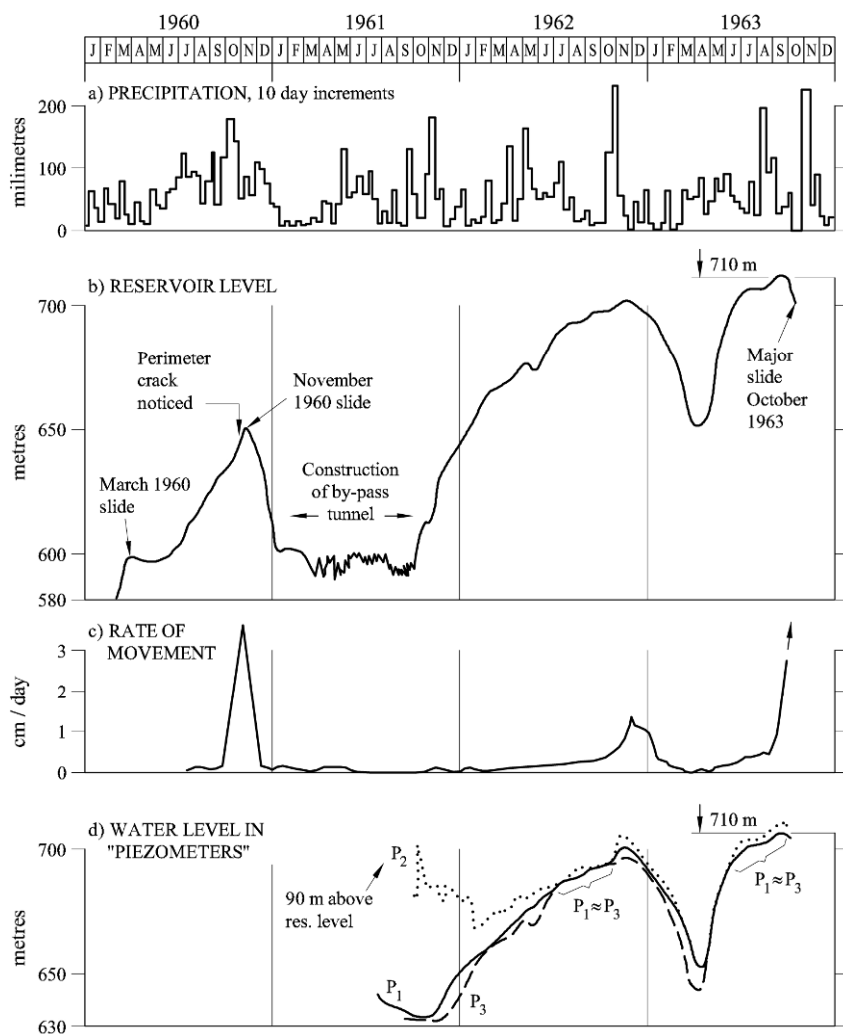 1960 1961 1962 1963
J F M A M J J A S O N D J F M A M J J A S O N D J F M A M J J A S O N D J F M A M J J A S O N D
a) PRECIPITATION, 10 day increments
200
100
0
milimetres
b) RESERVOIR LEVEL
710 m
700
650
600
580
metres
Perimeter
crack
noticed
November
1960 slide
March 1960
slide
Construction
of by-pass
tunnel
Major
slide
October
1963
c) RATE OF
MOVEMENT
3
2
1
0
cm / day
d) WATER LEVEL IN
"PIEZOMETERS"
710 m
700
650
630
metres
P2
90 m above
res. level
P1
P3
P1≈P3
P1≈P3